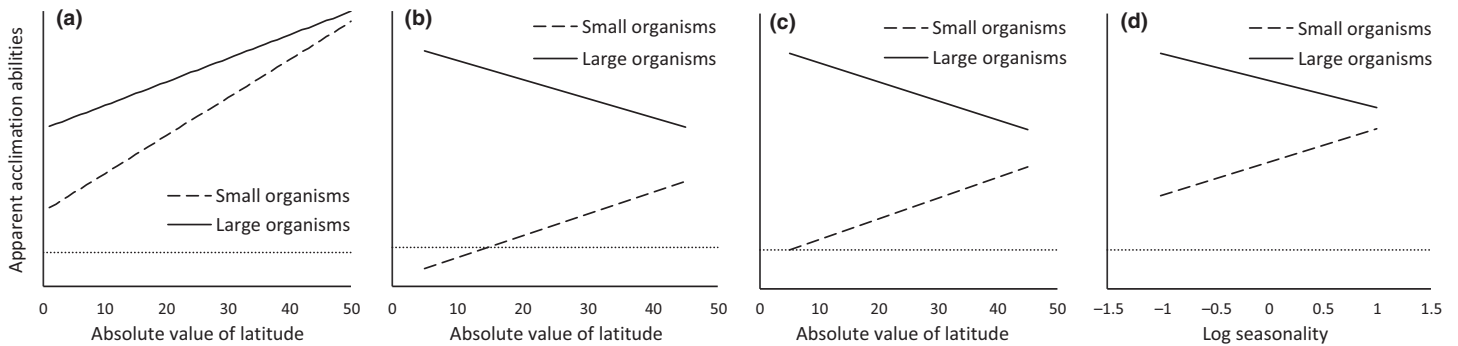 Apparent acclimation abilities
(a)
Small organisms
Large organisms
0 10 20 30 40 50
Absolute value of latitude
(b)
Small organisms
Large organisms
0 10 20 30 40 50
Absolute value of latitude
(c)
Small organisms
Large organisms
0 10 20 30 40 50
Absolute value of latitude
(d)
Small organisms
Large organisms
−1.5 −1 −0.5 0 0.5 1 1.5
Log seasonality